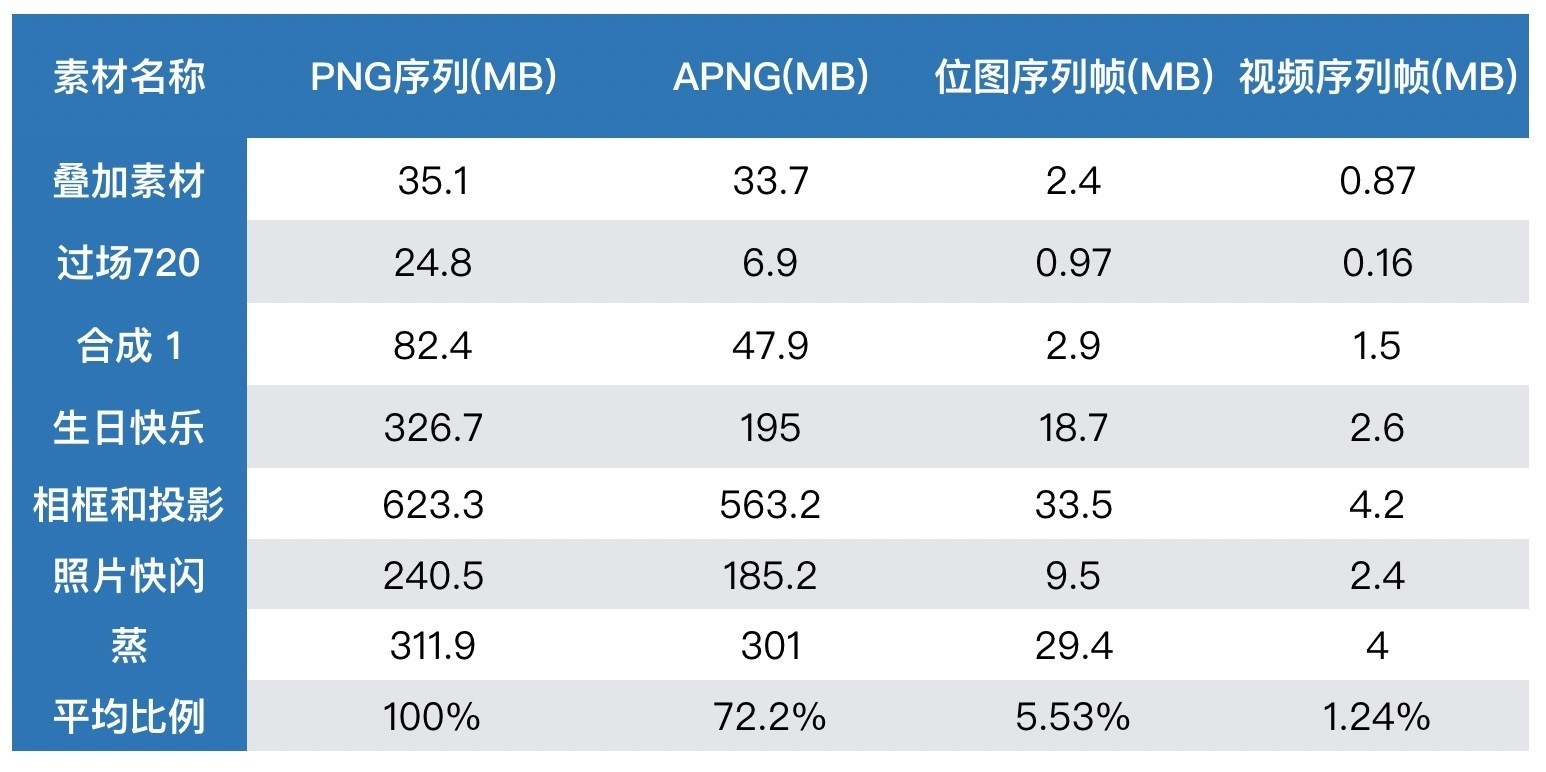 素材名称 PNG序列(MB) APNG(MB) 位图序列帧(MB) 视频序列帧(MB)
叠加素材 35.1 33.7 2.4 0.87
过场720 24.8 6.9 0.97 0.16
合成 1 82.4 47.9 2.9 1.5
生日快乐 326.7 195 18.7 2.6
相框和投影 623.3 563.2 33.5 4.2
照片快闪 240.5 185.2 9.5 2.4
蒸 311.9 301 29.4 4
平均比例 100% 72.2% 5.53% 1.24%